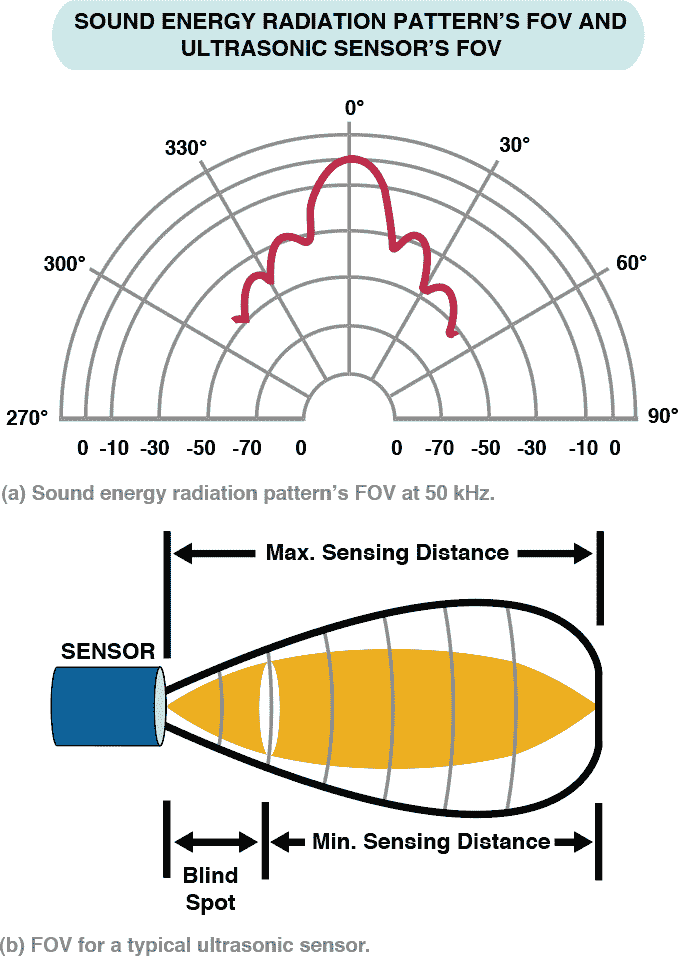 SOUND ENERGY RADIATION PATTERN’S FOV AND
ULTRASONIC SENSOR’S FOV
0°
330°
30°
300°
60°
270°
90°
0 -10 -30 -50 -70 0 0 -70 -50 -30 -10 0
(a) Sound energy radiation pattern’s FOV at 50 kHz.
Max. Sensing Distance
SENSOR
Min. Sensing Distance
Blind
Spot
(b) FOV for a typical ultrasonic sensor.